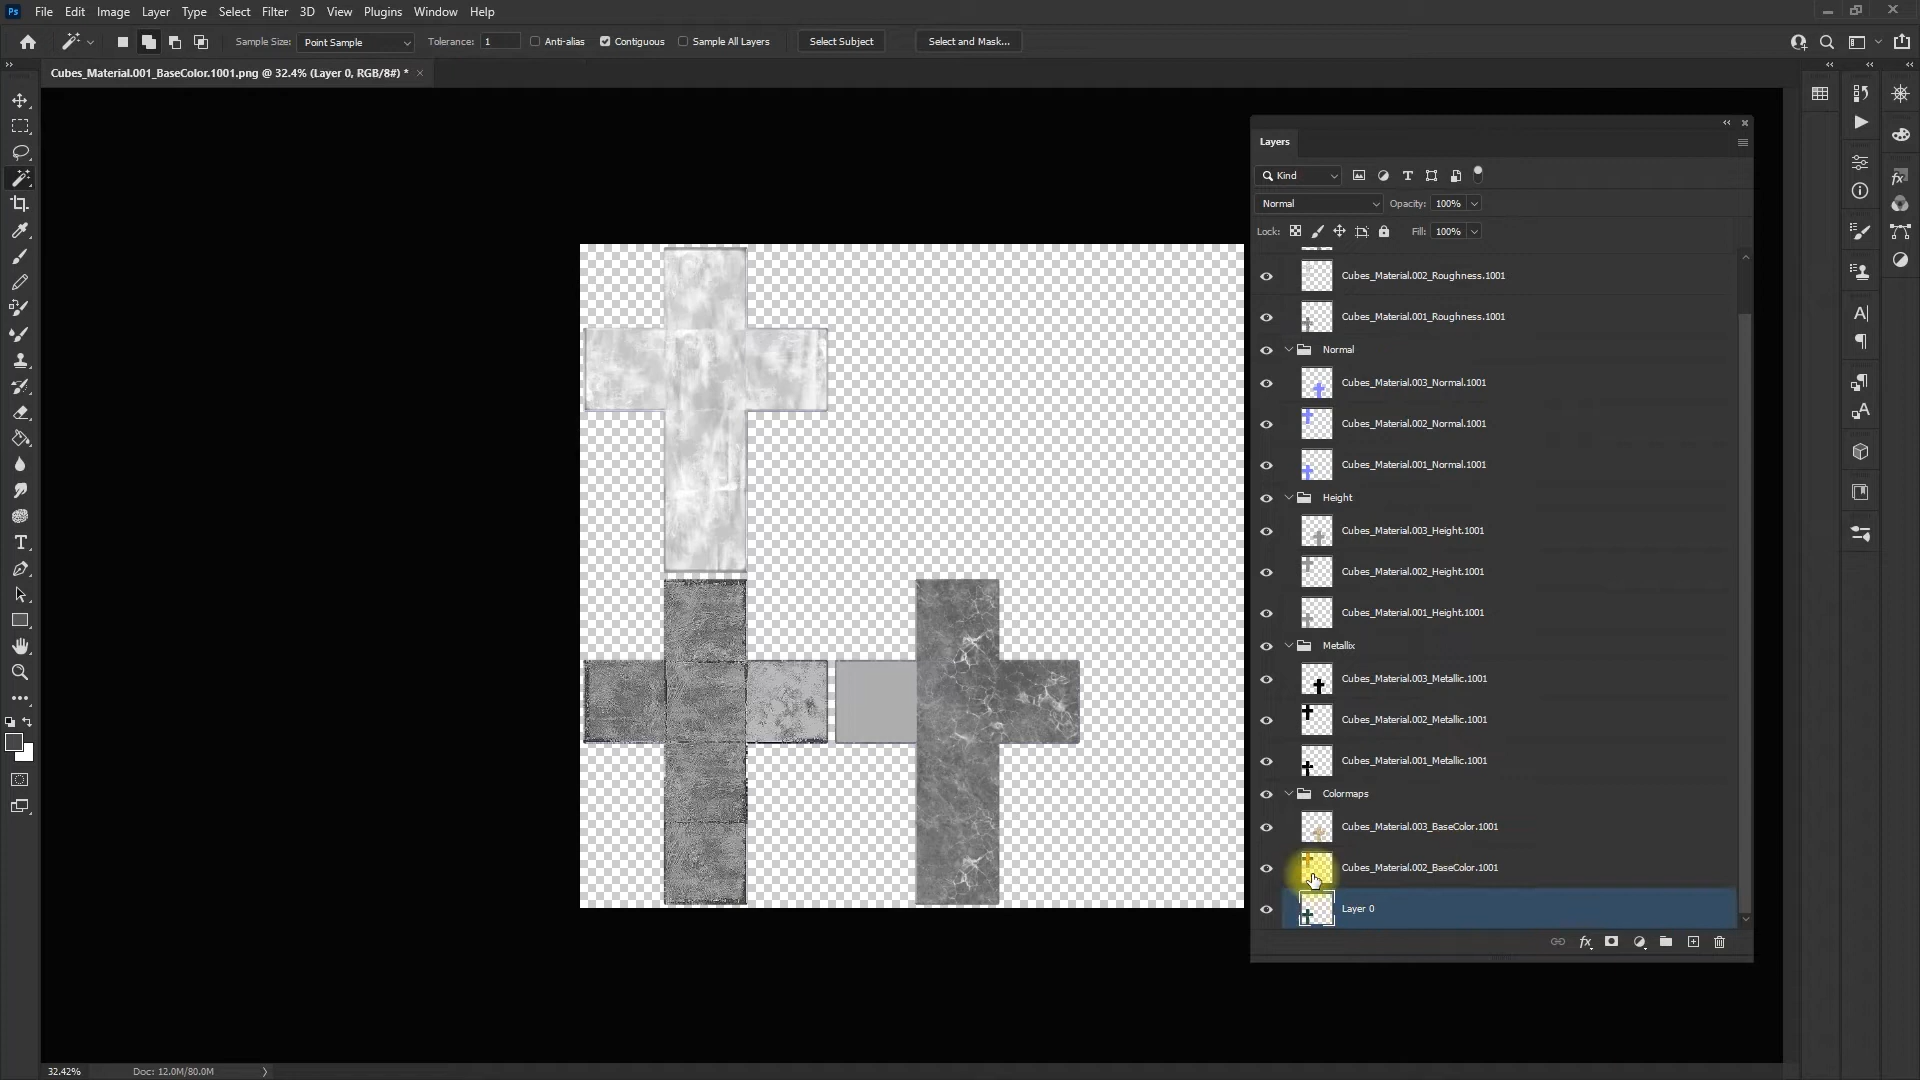 Ps File Edit Image Layer Type Select Filter 3D View Plugins Window Help
Sample Size: Point Sample Tolerance: 1 Anti-alias Contiguous Sample All Layers Select Subject Select and Mask...
Cubes_Material.001_BaseColor.1001.png @ 32.4% (Layer 0, RGB/8#) *
Layers
Kind
Normal Opacity: 100%
Lock: Fill: 100%
Cubes_Material.002_Roughness.1001
Cubes_Material.001_Roughness.1001
Normal
Cubes_Material.003_Normal.1001
Cubes_Material.002_Normal.1001
Cubes_Material.001_Normal.1001
Height
Cubes_Material.003_Height.1001
Cubes_Material.002_Height.1001
Cubes_Material.001_Height.1001
Metallix
Cubes_Material.003_Metallic.1001
Cubes_Material.002_Metallic.1001
Cubes_Material.001_Metallic.1001
Colormaps
Cubes_Material.003_BaseColor.1001
Cubes_Material.002_BaseColor.1001
Layer 0
fx
32.42% Doc: 12.0M/80.0M